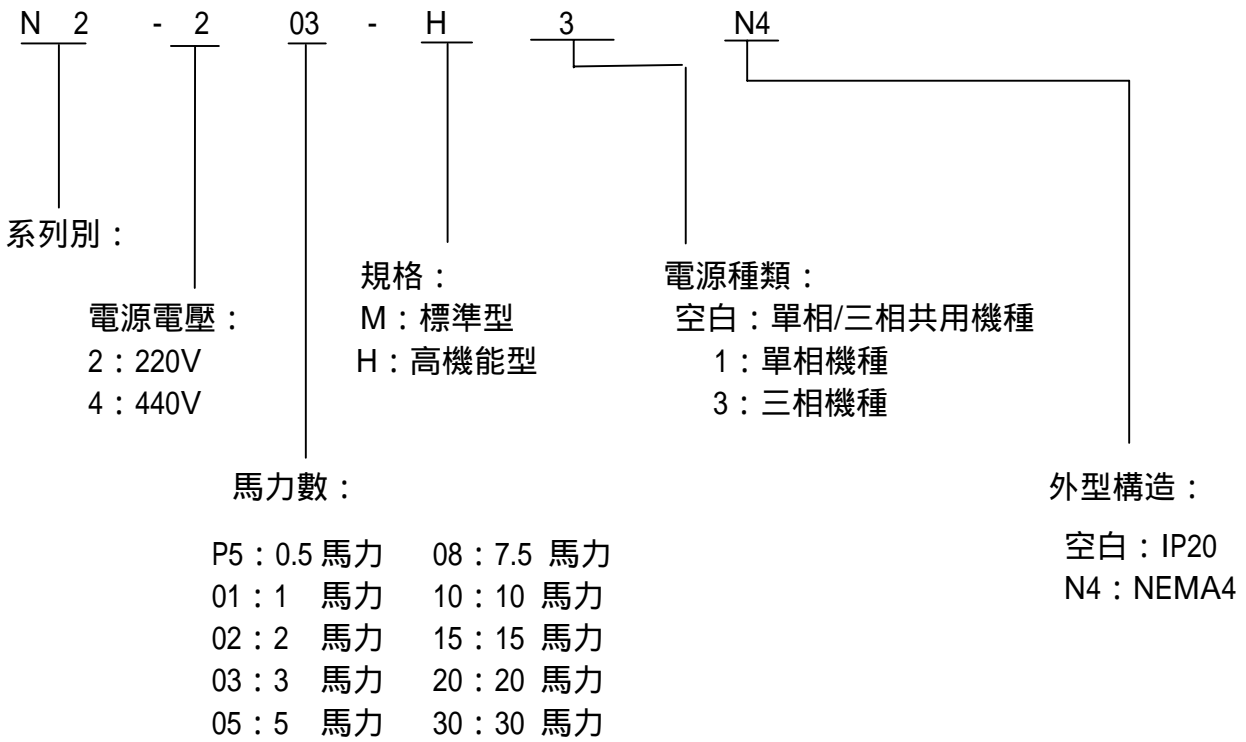 N 2 - 2 03 - H 3 N4
系列別：
電源電壓：
2：220V
4：440V
規格：
M：標準型
H：高機能型
電源種類：
空白：單相/三相共用機種
1：單相機種
3：三相機種
馬力數：
P5：0.5 馬力 08：7.5 馬力
01：1 馬力 10：10 馬力
02：2 馬力 15：15 馬力
03：3 馬力 20：20 馬力
05：5 馬力 30：30 馬力
外型構造：
空白：IP20
N4：NEMA4